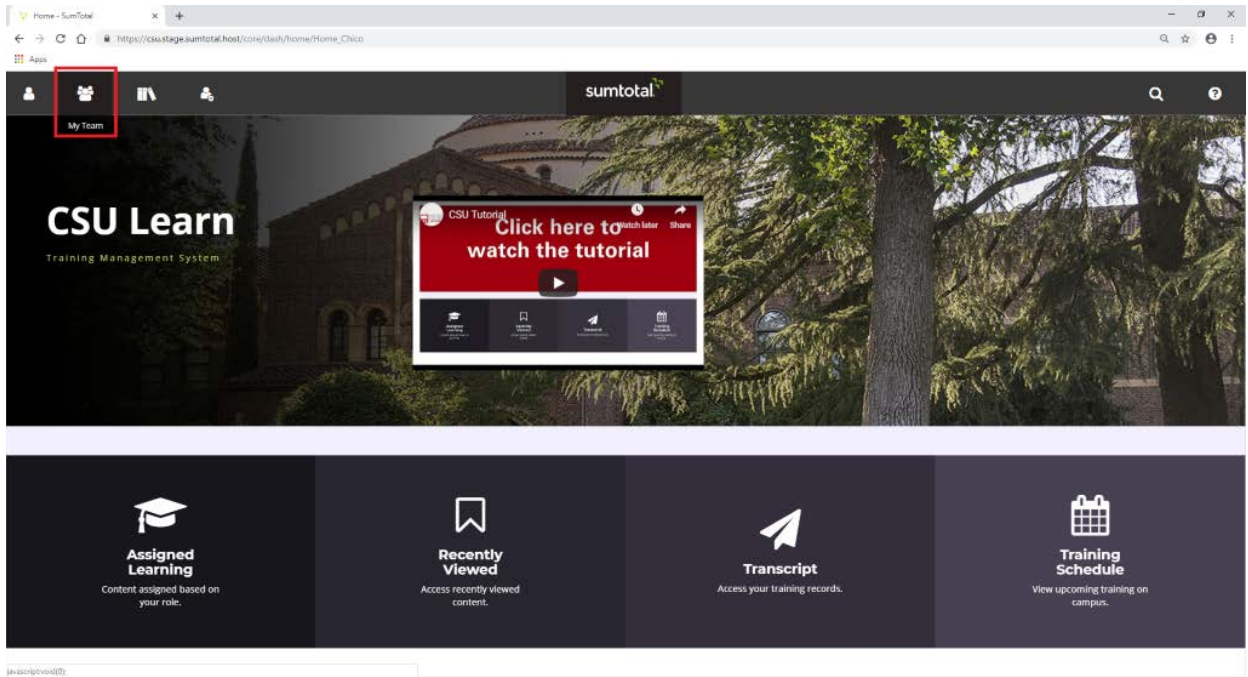 Home - SumTotal
https://csu.stage.sumtotal.host/core/dash/home/Home_Chico
Apps
sumtotal
My Team
CSU Learn
Training Management System
CSU Tutorial
Watch later
Share
Click here to
watch the tutorial
Assigned
Learning
Content assigned based on
your role.
Recently
Viewed
Access recently viewed
content.
Transcript
Access your training records.
Training
Schedule
View upcoming training on
campus.
javascript:void(0);